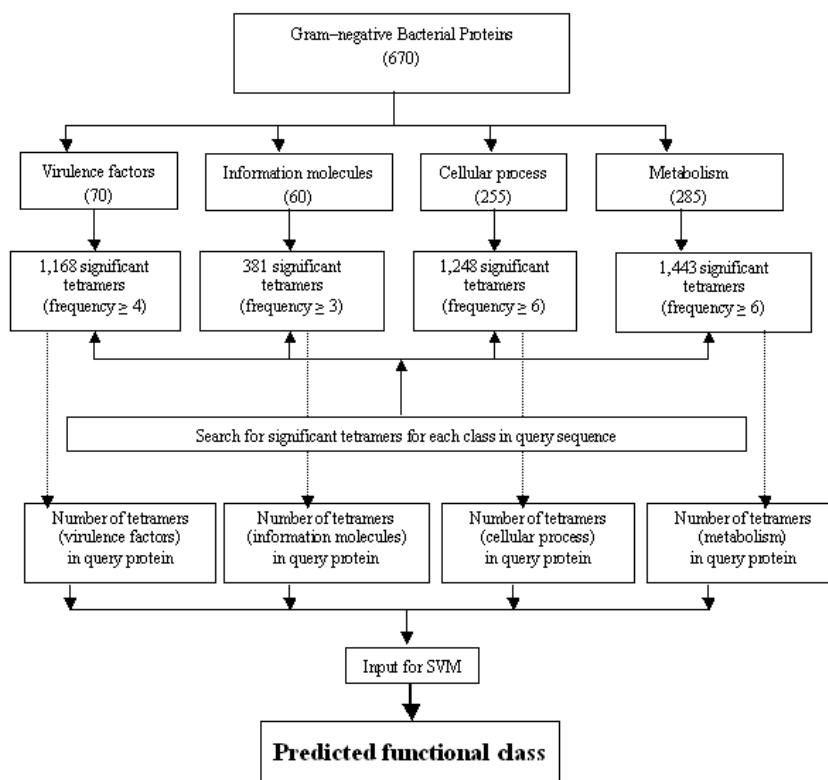 Gram-negative Bacterial Proteins
(670)
Virulence factors
(70)
Information molecules
(60)
Cellular process
(255)
Metabolism
(285)
1,168 significant
tetramers
(frequency ≥ 4)
381 significant
tetramers
(frequency ≥ 3)
1,248 significant
tetramers
(frequency ≥ 6)
1,443 significant
tetramers
(frequency ≥ 6)
Search for significant tetramers for each class in query sequence
Number of tetramers
(virulence factors)
in query protein
Number of tetramers
(information molecules)
in query protein
Number of tetramers
(cellular process)
in query protein
Number of tetramers
(metabolism)
in query protein
Input for SVM
Predicted functional class